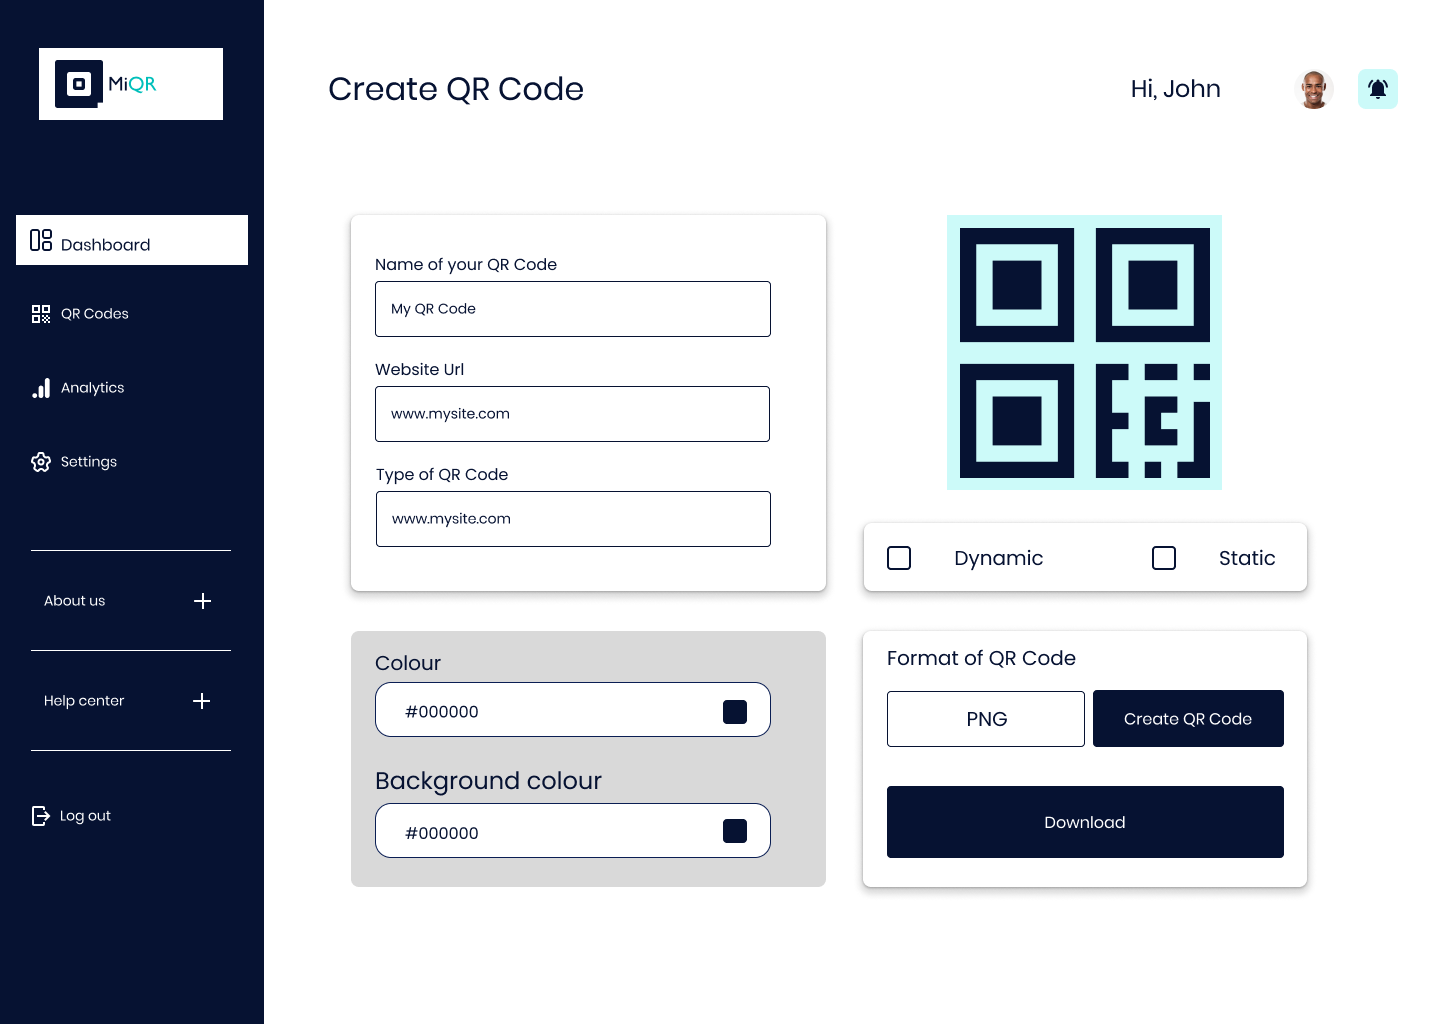 MiQR
Create QR Code
Hi, John
Dashboard
QR Codes
Analytics
Settings
About us
Help center
Log out
Name of your QR Code
My QR Code
Website Url
www.mysite.com
Type of QR Code
www.mysite.com
Dynamic
Static
Colour
#000000
Background colour
#000000
Format of QR Code
PNG
Create QR Code
Download